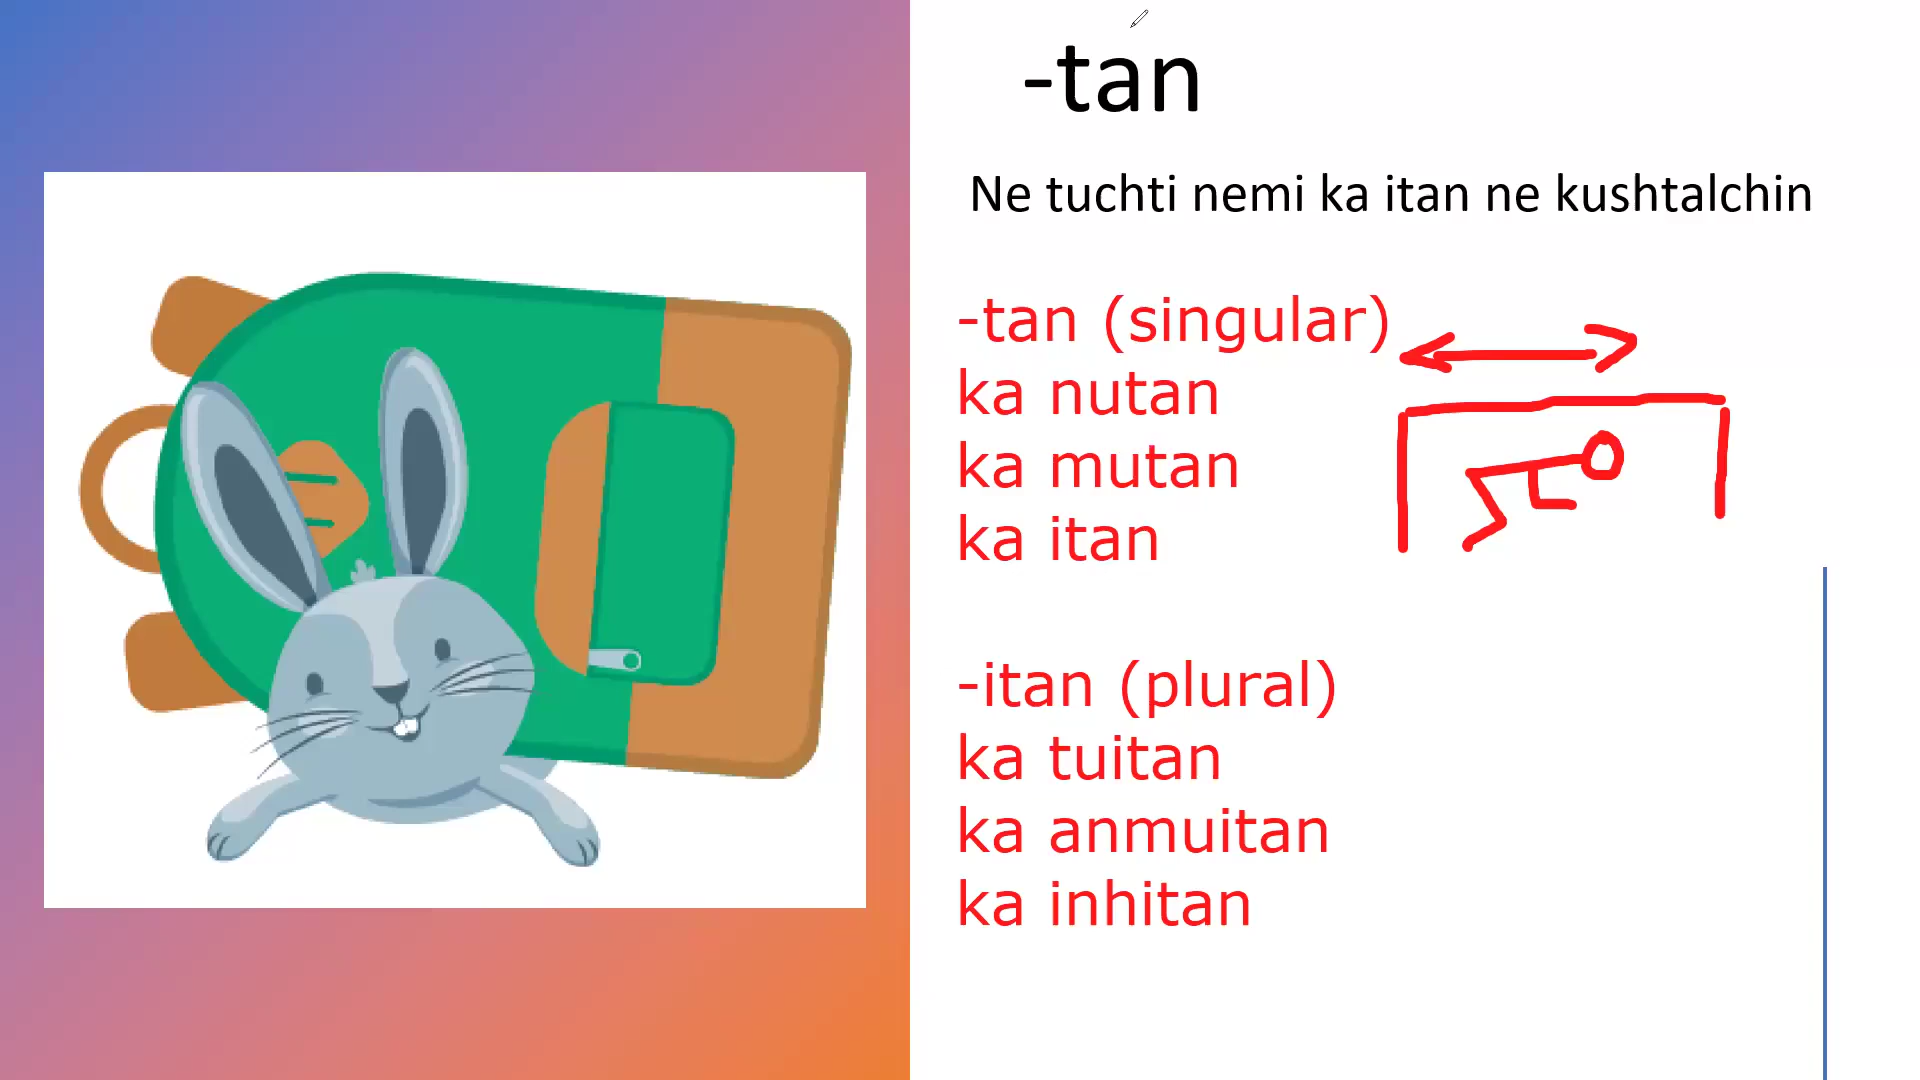 -tan
Ne tuchti nemi ka itan ne kushtalchin
-tan (singular)
ka nutan
ka mutan
ka itan
-itan (plural)
ka tuitan
ka anmuitan
ka inhitan